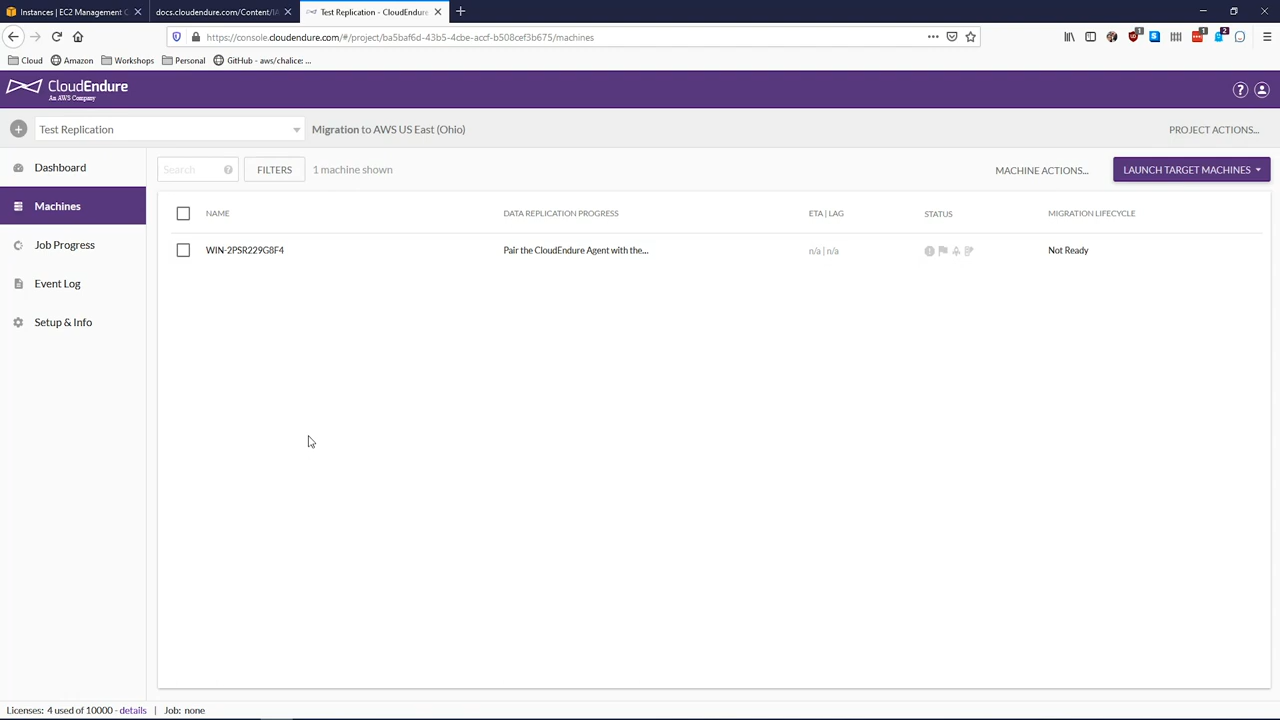 Instances | EC2 Management C
docs.cloudendure.com/Content/I
Test Replication - CloudEndure
https://console.cloudendure.com/#/project/ba5baf6d-43b5-4cbe-accf-b508cef3b675/machines
Cloud
Amazon
Workshops
Personal
GitHub - aws/chalice: ...
CloudEndure
An AWS Company
Test Replication
Migration to AWS US East (Ohio)
PROJECT ACTIONS...
Dashboard
Machines
Job Progress
Event Log
Setup & Info
Search
FILTERS
1 machine shown
MACHINE ACTIONS...
LAUNCH TARGET MACHINES
NAME
DATA REPLICATION PROGRESS
ETA | LAG
STATUS
MIGRATION LIFECYCLE
WIN-2PSR229G8F4
Pair the CloudEndure Agent with the...
n/a | n/a
Not Ready
Licenses: 4 used of 10000 - details | Job: none